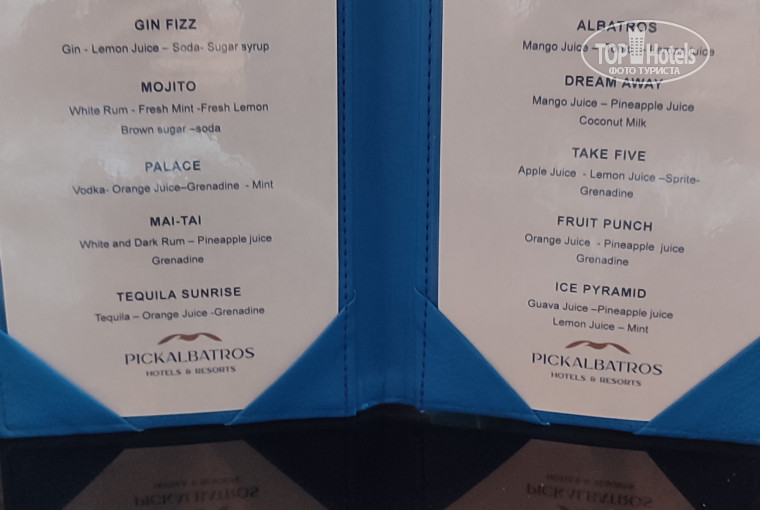 GIN FIZZ
Gin - Lemon Juice – Soda- Sugar syrup
MOJITO
White Rum - Fresh Mint -Fresh Lemon
Brown sugar –soda
PALACE
Vodka- Orange Juice–Grenadine - Mint
MAI-TAI
White and Dark Rum – Pineapple juice
Grenadine
TEQUILA SUNRISE
Tequila – Orange Juice -Grenadine
PICKALBATROS
HOTELS & RESORTS
ALBATROS
Mango Juice – Juice
TOP Hotels
ФОТО ТУРИСТА
DREAM AWAY
Mango Juice – Pineapple Juice
Coconut Milk
TAKE FIVE
Apple Juice - Lemon Juice –Sprite-
Grenadine
FRUIT PUNCH
Orange Juice - Pineapple juice
Grenadine
ICE PYRAMID
Guava Juice –Pineapple juice
Lemon Juice – Mint
PICKALBATROS
HOTELS & RESORTS